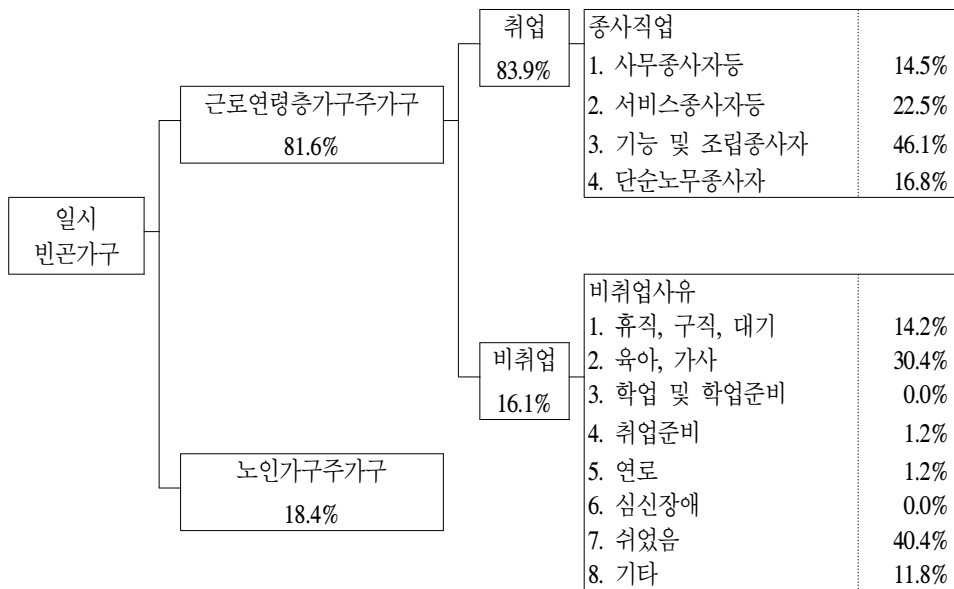 일시
빈곤가구
근로연령층가구주가구
81.6%
노인가구주가구
18.4%
취업
83.9%
비취업
16.1%
종사직업
1. 사무종사자등 14.5%
2. 서비스종사자등 22.5%
3. 기능 및 조립종사자 46.1%
4. 단순노무종사자 16.8%
비취업사유
1. 휴직, 구직, 대기 14.2%
2. 육아, 가사 30.4%
3. 학업 및 학업준비 0.0%
4. 취업준비 1.2%
5. 연로 1.2%
6. 심신장애 0.0%
7. 쉬었음 40.4%
8. 기타 11.8%